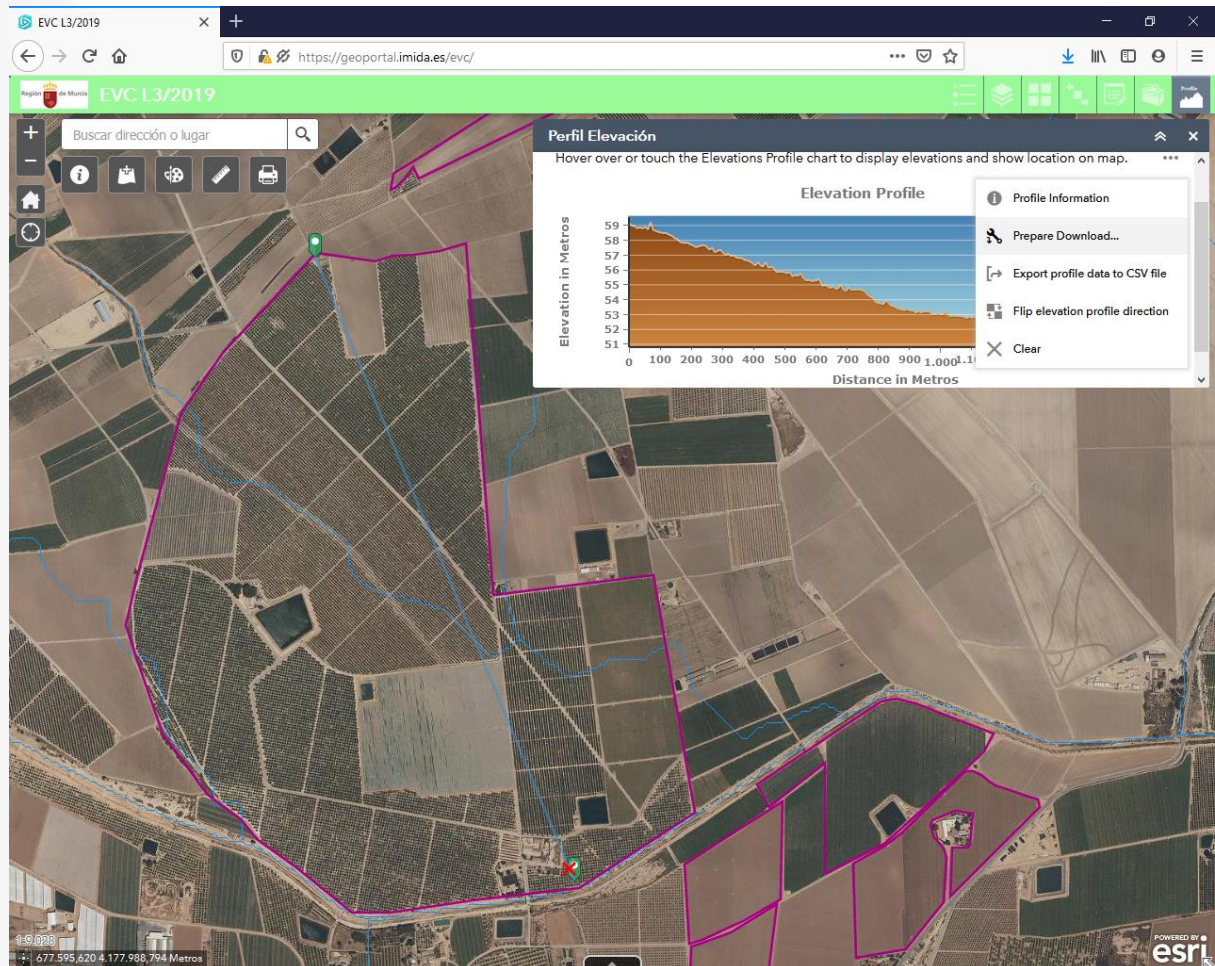 EVC L3/2019
https://geoportal.imida.es/evc/
Región de Murcia
EVC L3/2019
Profile
Buscar dirección o lugar
Perfil Elevación
Hover over or touch the Elevations Profile chart to display elevations and show location on map.
Elevation Profile
Elevation in Metros
59
58
57
56
55
54
53
52
51
0 100 200 300 400 500 600 700 800 900 1.000 1.1
Distance in Metros
Profile Information
Prepare Download...
Export profile data to CSV file
Flip elevation profile direction
Clear
1:9.028
677.595,620 4.177.988,794 Metros
POWERED BY
esri